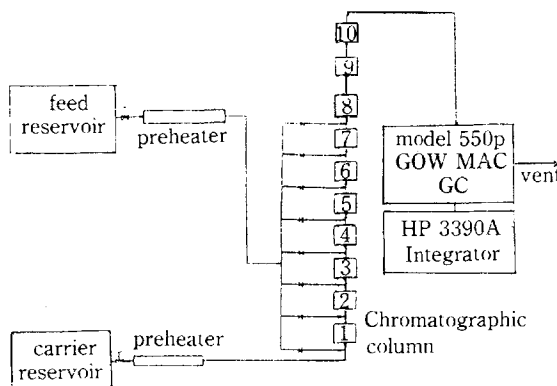 10
9
8
7
6
5
4
3
2
1
feed
reservoir
preheater
model 550p
GOW MAC
GC
vent
HP 3390A
Integrator
Chromatographic
column
preheater
carrier
reservoir